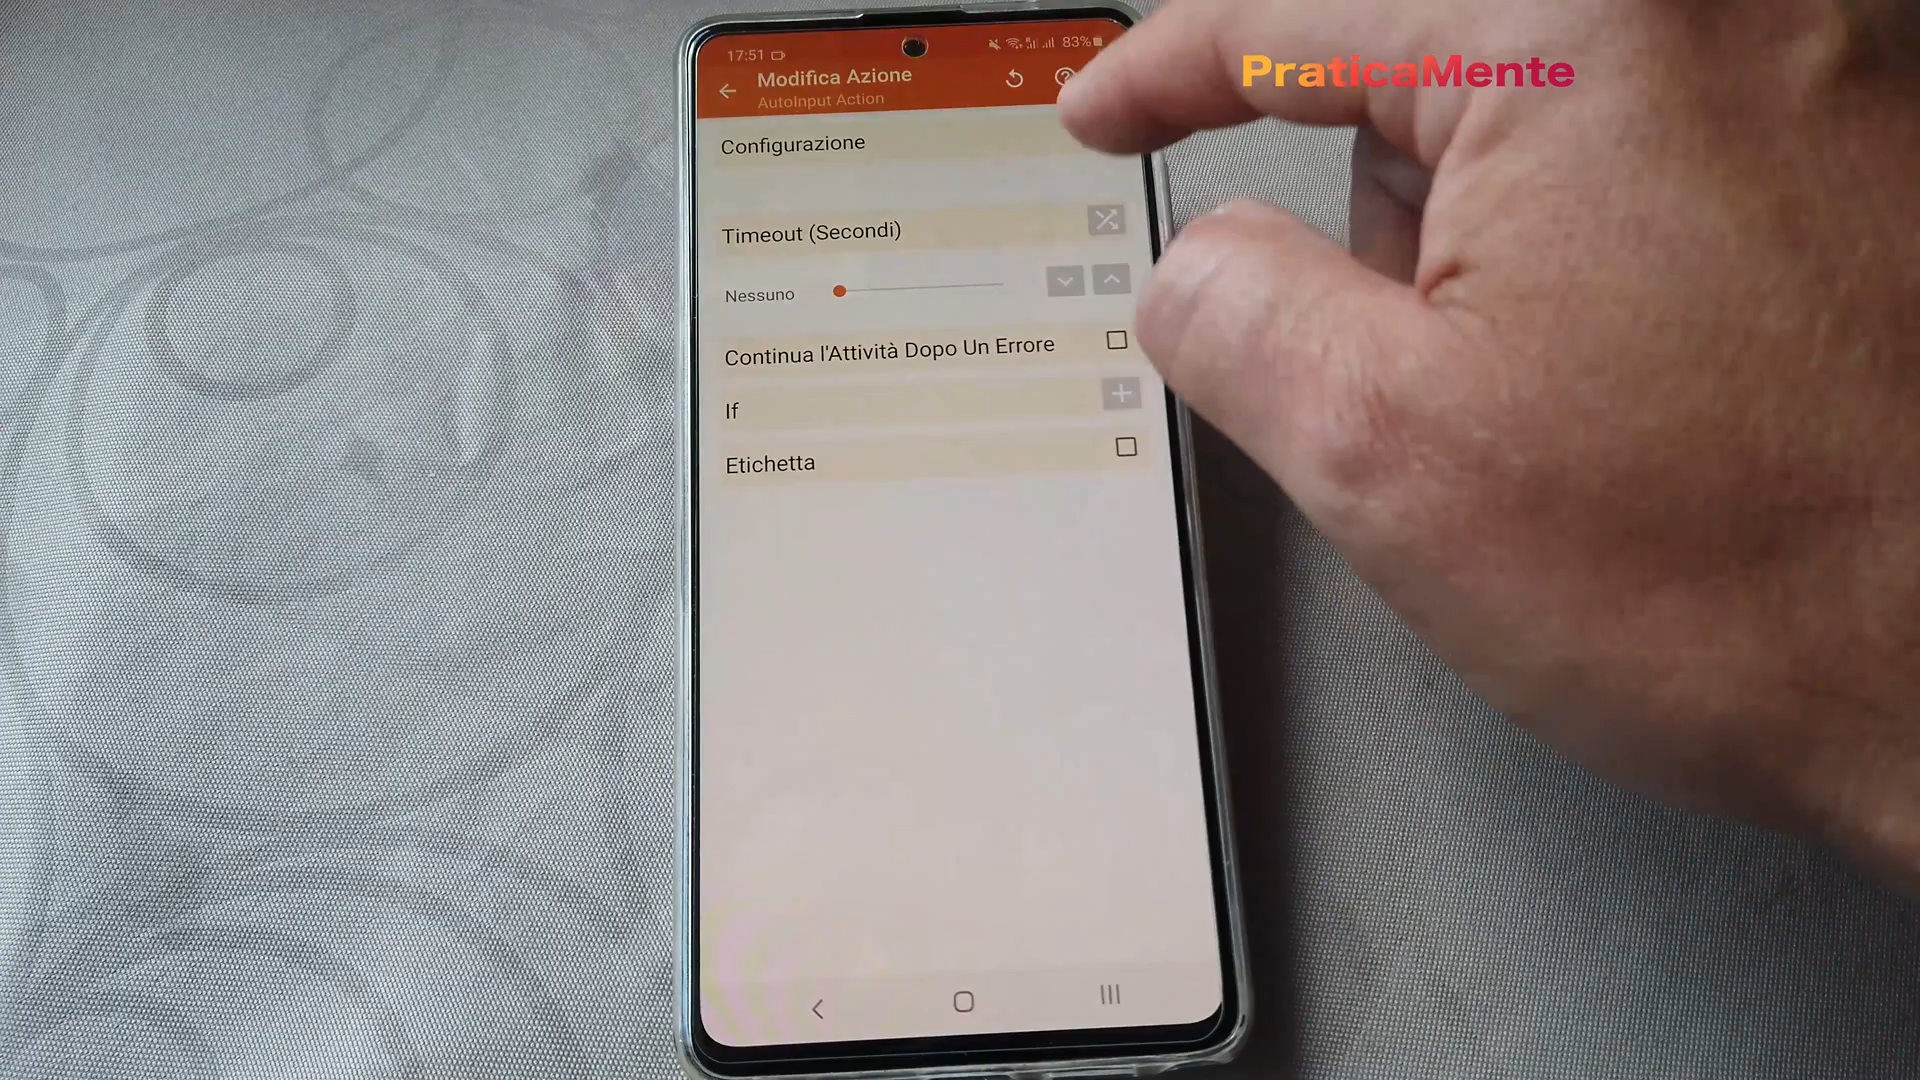 17:51
83%
Modifica Azione
AutoInput Action
PraticaMente
Configurazione
Timeout (Secondi)
Nessuno
Continua l'Attività Dopo Un Errore
If
Etichetta